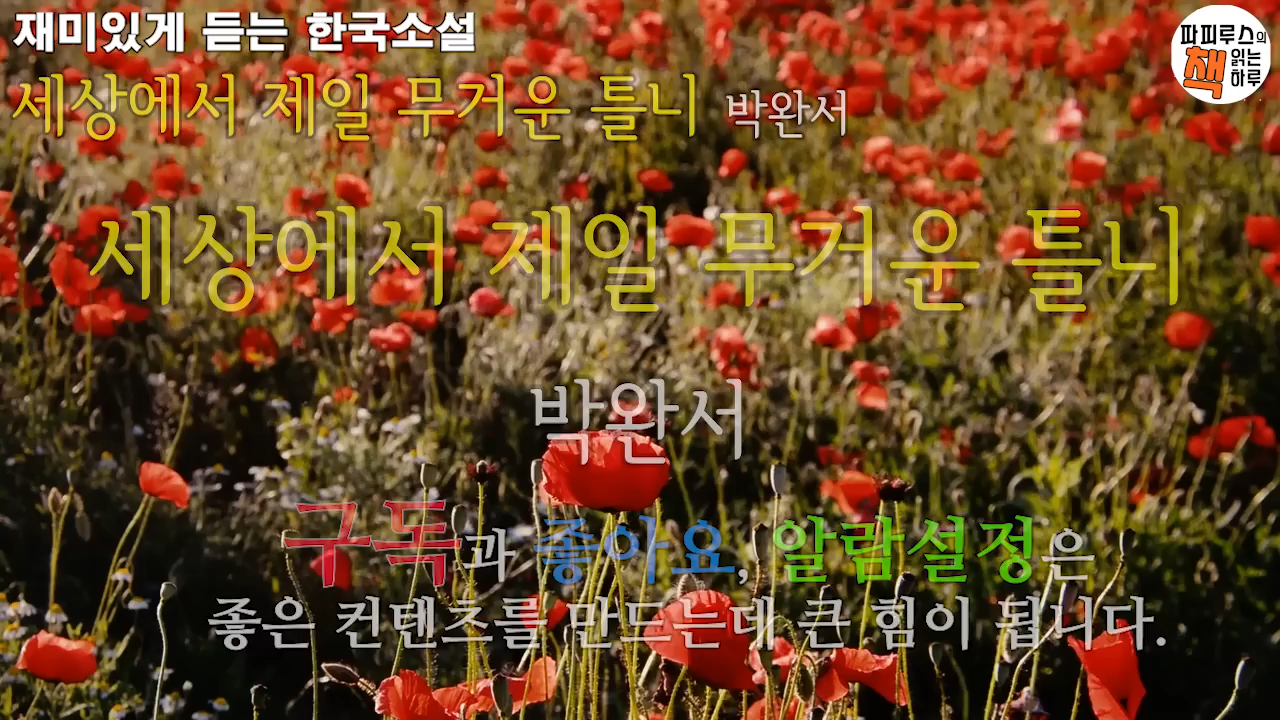 재미있게 듣는 한국소설
파피루스의
책 읽는
하루
세상에서 제일 무거운 틀니 박완서
세상에서 제일 무거운 틀니
박완서
구독과 좋아요, 알람설정은
좋은 컨텐츠를 만드는데 큰 힘이 됩니다.